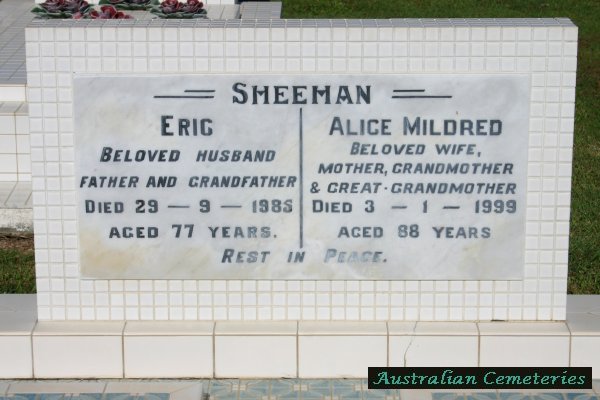 SHEEMAN
ERIC
BELOVED HUSBAND
FATHER AND GRANDFATHER
DIED 29 — 9 — 1985
AGED 77 YEARS.
ALICE MILDRED
BELOVED WIFE,
MOTHER, GRANDMOTHER
& GREAT-GRANDMOTHER
DIED 3 — 1 — 1999
AGED 88 YEARS
REST IN PEACE.
Australian Cemeteries